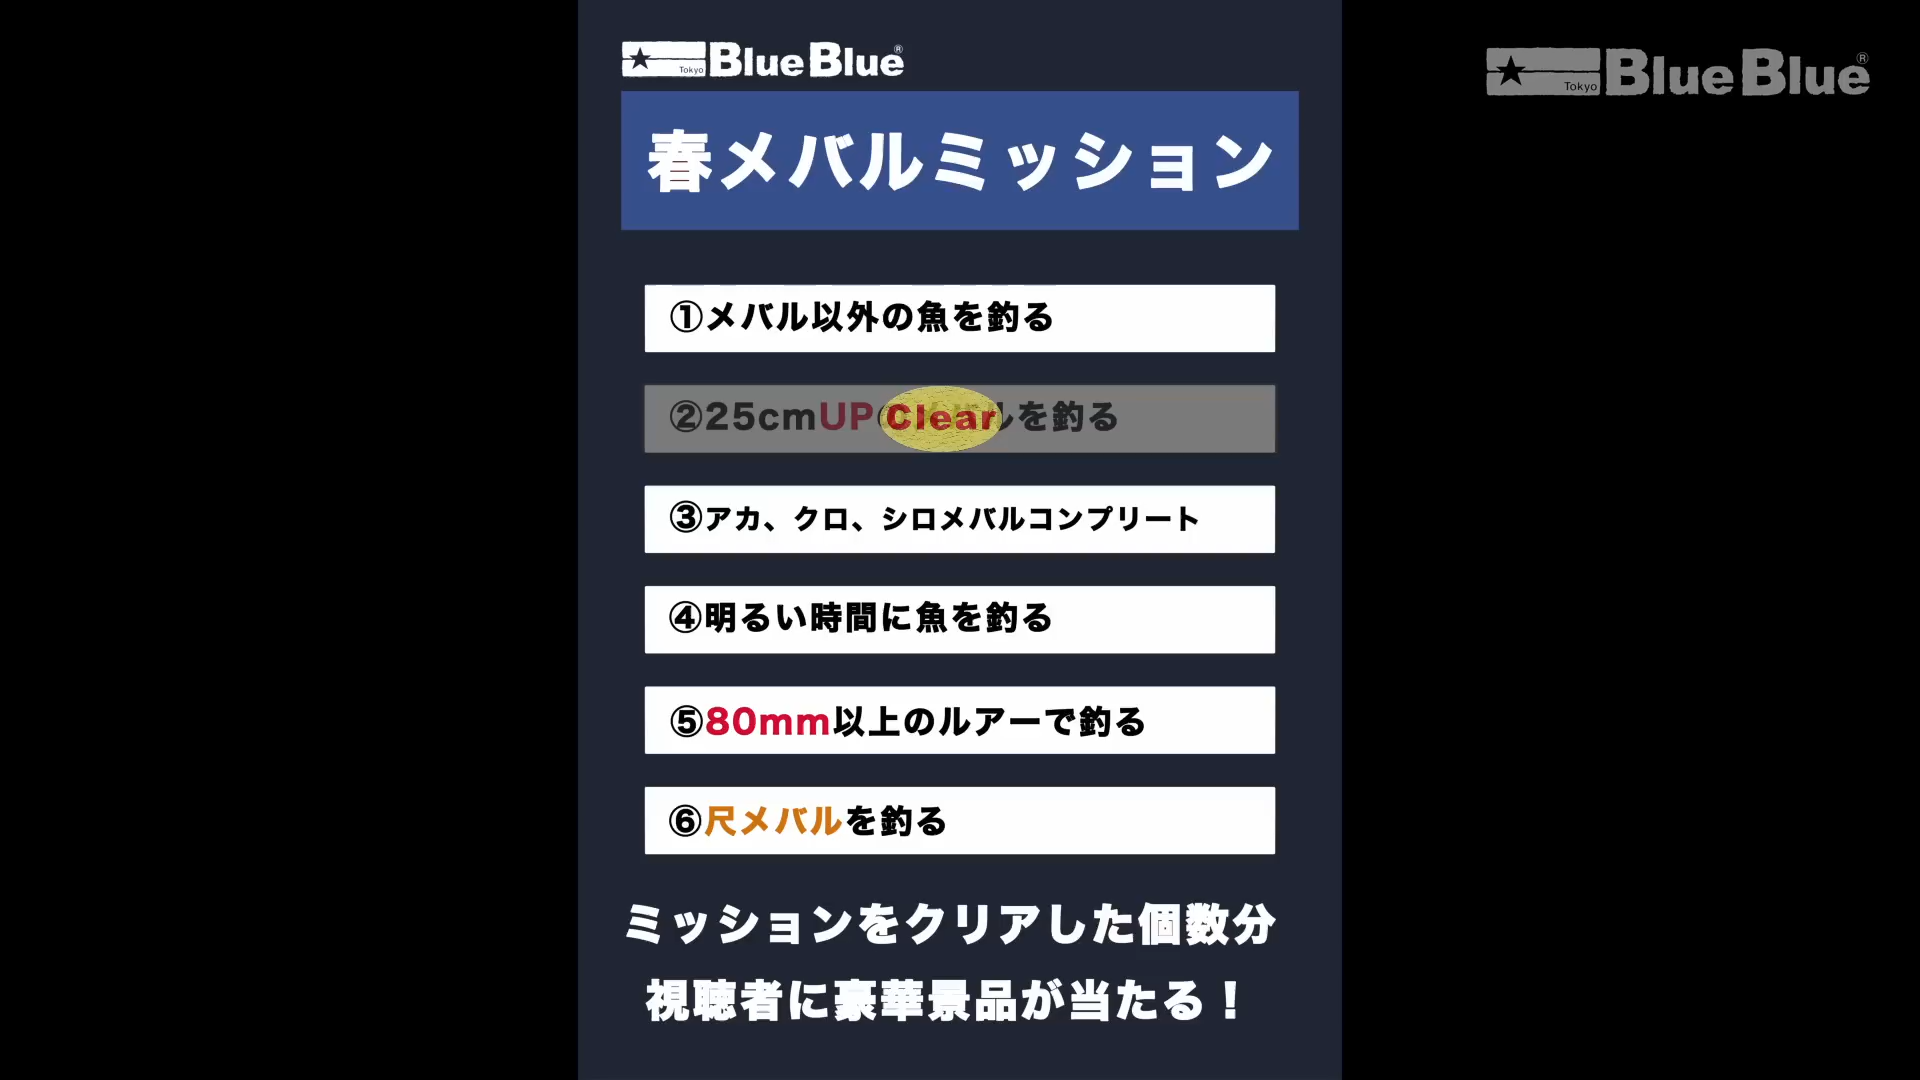 Tokyo BlueBlue®
Tokyo BlueBlue®
春メバルミッション
①メバル以外の魚を釣る
②25cmUP Clear ルを釣る
③アカ、クロ、シロメバルコンプリート
④明るい時間に魚を釣る
⑤80mm以上のルアーで釣る
⑥尺メバルを釣る
ミッションをクリアした個数分
視聴者に豪華景品が当たる！